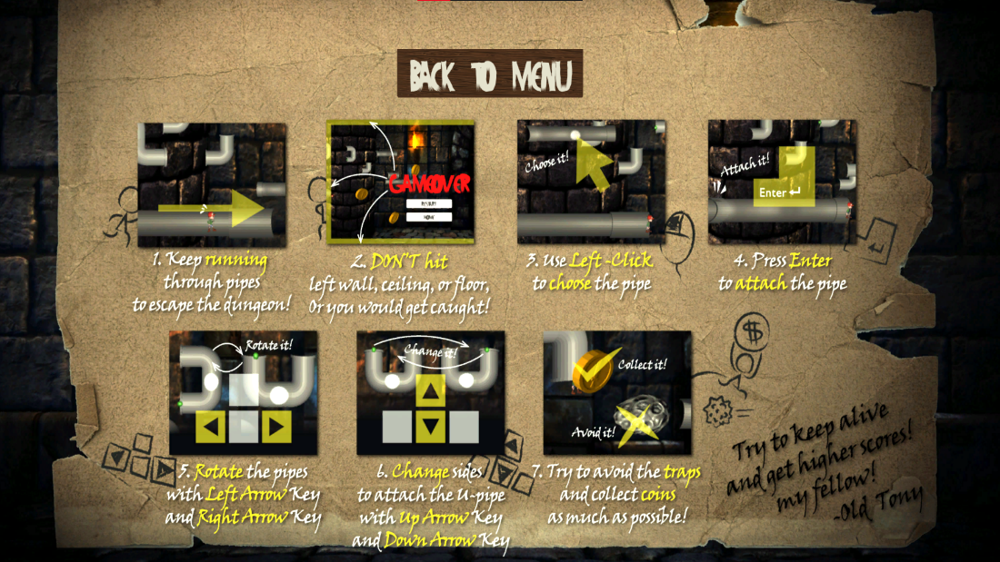 BACK TO MENU
GAMEOVER
Choose it!
Attach it!
Enter
1. Keep running
through pipes
to escape the dungeon!
2. DON'T hit
left wall, ceiling, or floor,
Or you would get caught!
3. Use Left-Click
to choose the pipe
4. Press Enter
to attach the pipe
Rotate it!
Change it!
Collect it!
Avoid it!
5. Rotate the pipes
with Left Arrow Key
and Right Arrow Key
6. Change sides
to attach the U-pipe
with Up Arrow Key
and Down Arrow Key
7. Try to avoid the traps
and collect coins
as much as possible!
Try to keep alive
and get higher scores!
my fellow!
-Old Tony